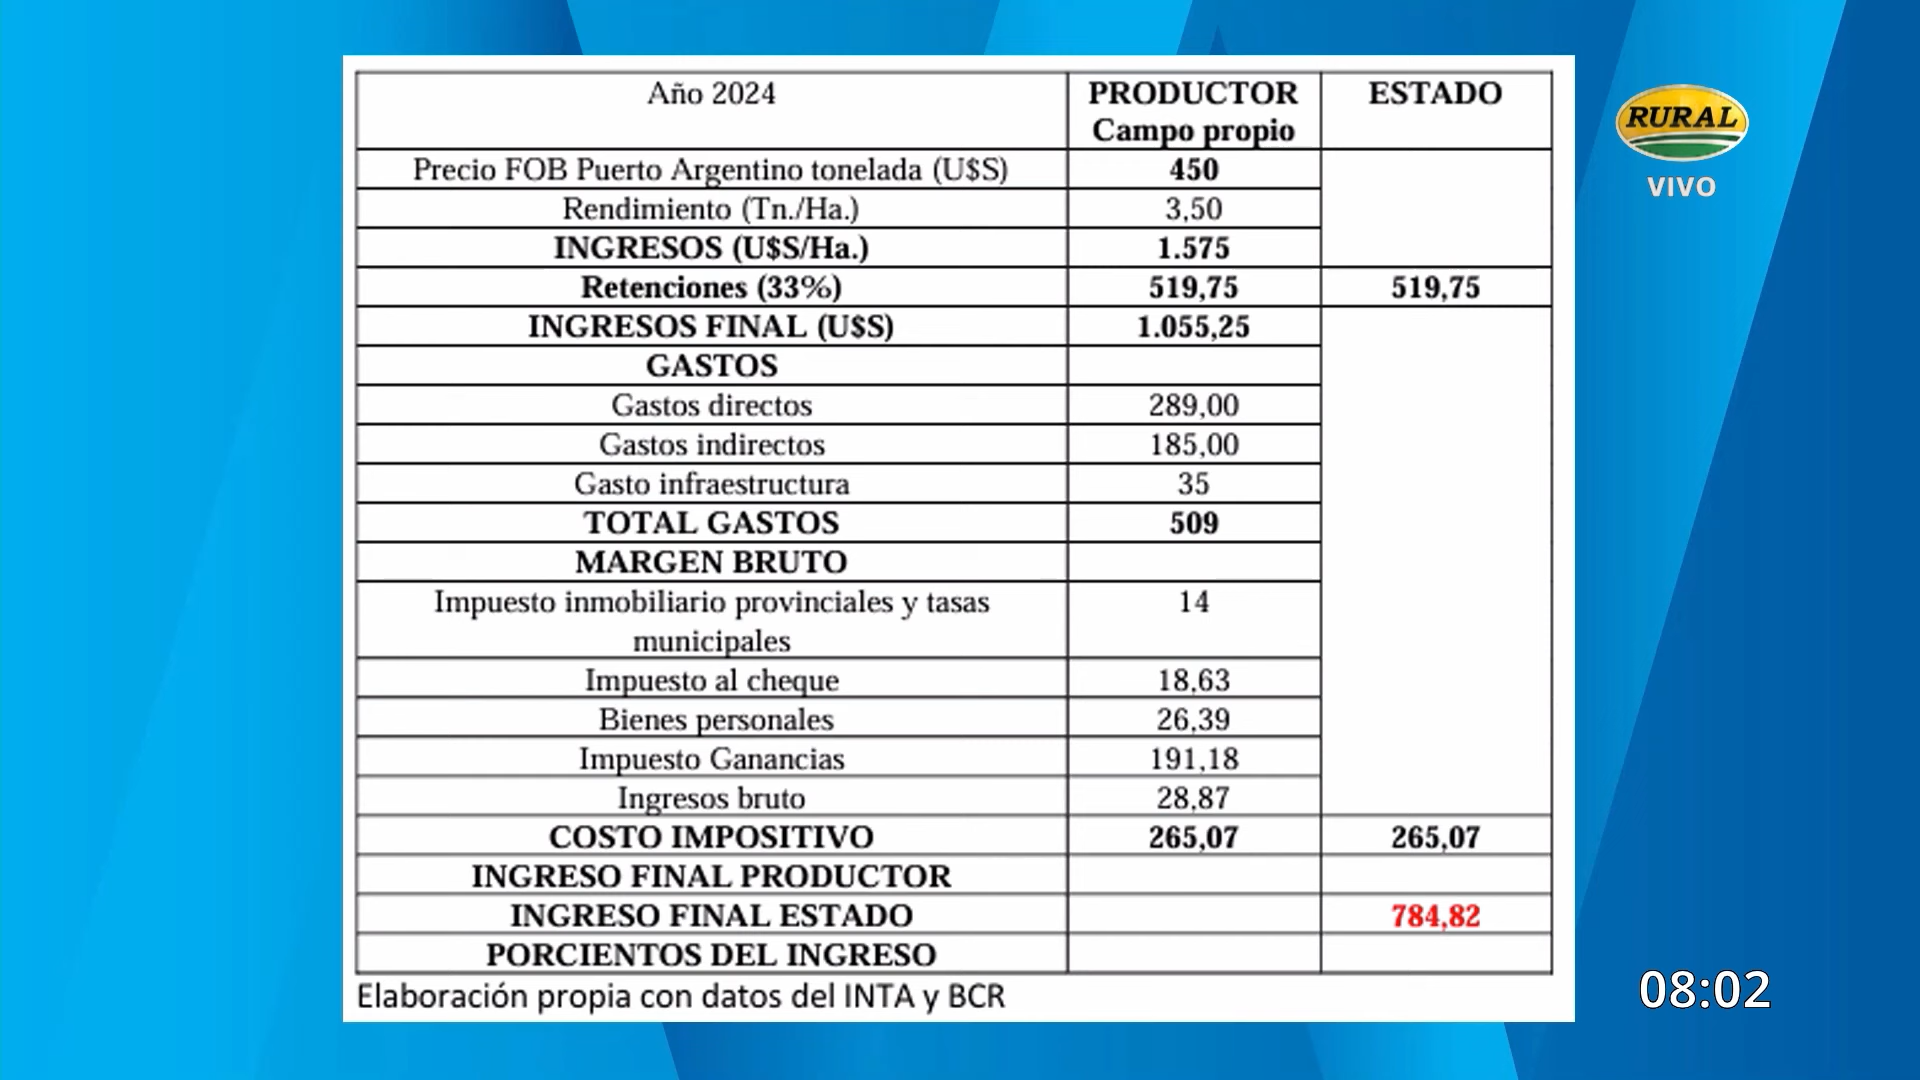 Año 2024 PRODUCTOR ESTADO
Campo propio
Precio FOB Puerto Argentino tonelada (U$S) 450
Rendimiento (Tn./Ha.) 3,50
INGRESOS (U$S/Ha.) 1.575
Retenciones (33%) 519,75 519,75
INGRESOS FINAL (U$S) 1.055,25
GASTOS
Gastos directos 289,00
Gastos indirectos 185,00
Gasto infraestructura 35
TOTAL GASTOS 509
MARGEN BRUTO
Impuesto inmobiliario provinciales y tasas 14
municipales
Impuesto al cheque 18,63
Bienes personales 26,39
Impuesto Ganancias 191,18
Ingresos bruto 28,87
COSTO IMPOSITIVO 265,07 265,07
INGRESO FINAL PRODUCTOR
INGRESO FINAL ESTADO 784,82
PORCIENTOS DEL INGRESO
Elaboración propia con datos del INTA y BCR
RURAL
VIVO
08:02